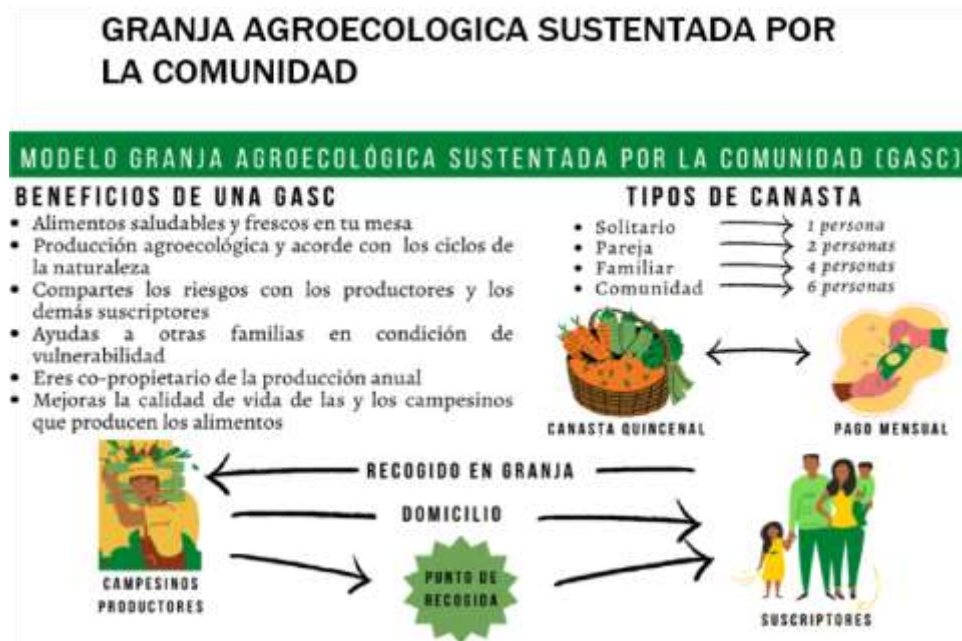 GRANJA AGROECOLOGICA SUSTENTADA POR
LA COMUNIDAD
MODELO GRANJA AGROECOLÓGICA SUSTENTADA POR LA COMUNIDAD (GASC)
BENEFICIOS DE UNA GASC
• Alimentos saludables y frescos en tu mesa
• Producción agroecológica y acorde con los ciclos de
la naturaleza
• Compartes los riesgos con los productores y los
demás suscriptores
• Ayudas a otras familias en condición de
vulnerabilidad
• Eres co-propietario de la producción anual
• Mejoras la calidad de vida de las y los campesinos
que producen los alimentos
TIPOS DE CANASTA
• Solitario 1 persona
• Pareja 2 personas
• Familiar 4 personas
• Comunidad 6 personas
CANASTA QUINCENAL
PAGO MENSUAL
RECOGIDO EN GRANJA
DOMICILIO
PUNTO DE
RECOGIDA
CAMPESINOS
PRODUCTORES
SUSCRIPTORES